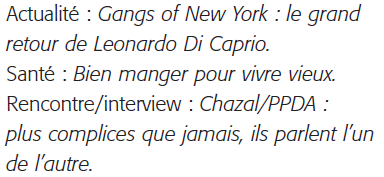 Actualité : Gangs of New York : le grand
retour de Leonardo Di Caprio.
Santé : Bien manger pour vivre vieux.
Rencontre/interview : Chazal/PPDA :
plus complices que jamais, ils parlent l’un
de l’autre.